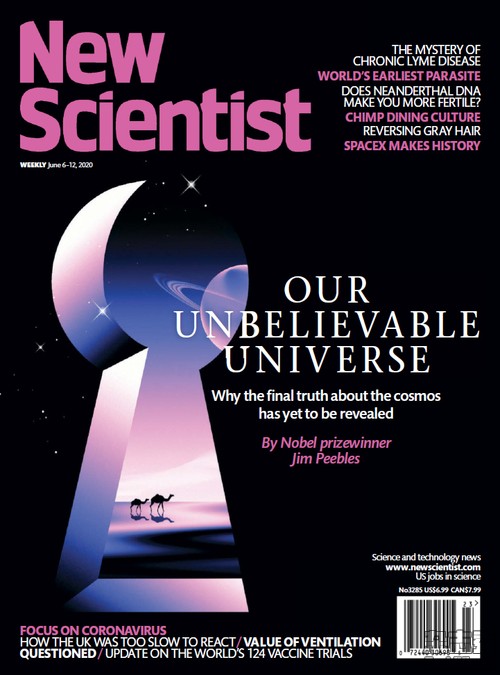 New
Scientist
WEEKLY June 6–12, 2020
THE MYSTERY OF
CHRONIC LYME DISEASE
WORLD'S EARLIEST PARASITE
DOES NEANDERTHAL DNA
MAKE YOU MORE FERTILE?
CHIMP DINING CULTURE
REVERSING GRAY HAIR
SPACEX MAKES HISTORY
OUR
UNBELIEVABLE
UNIVERSE
Why the final truth about the cosmos
has yet to be revealed
By Nobel prizewinner
Jim Peebles
Science and technology news
www.newscientist.com
US jobs in science
No3285 US$6.99 CAN$7.99
23
FOCUS ON CORONAVIRUS
HOW THE UK WAS TOO SLOW TO REACT / VALUE OF VENTILATION
QUESTIONED / UPDATE ON THE WORLD'S 124 VACCINE TRIALS